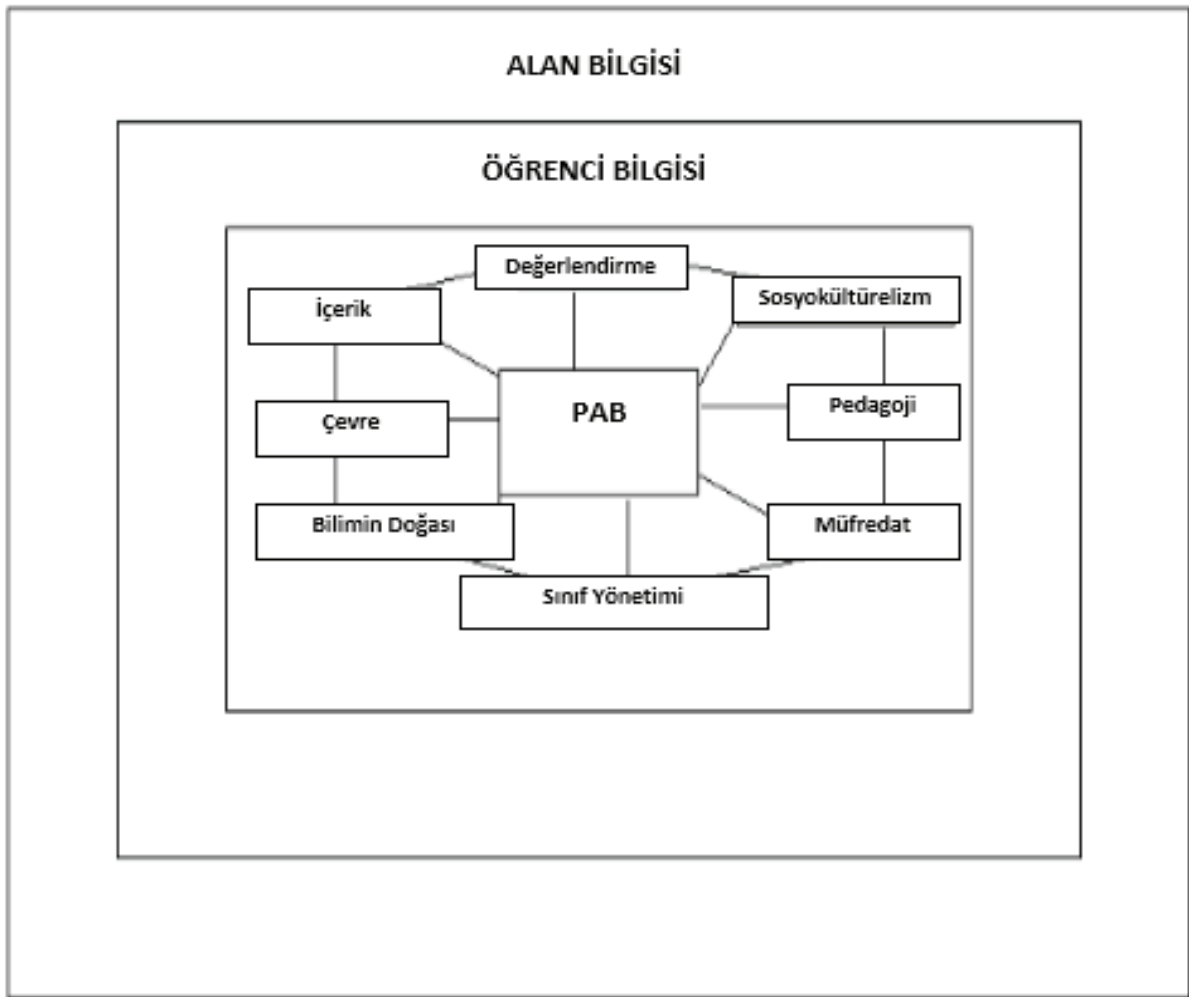 ALAN BİLGİSİ
ÖĞRENCİ BİLGİSİ
Değerlendirme
Sosyokültürelizm
İçerik
PAB
Pedagoji
Çevre
Bilimin Doğası
Müfredat
Sınıf Yönetimi